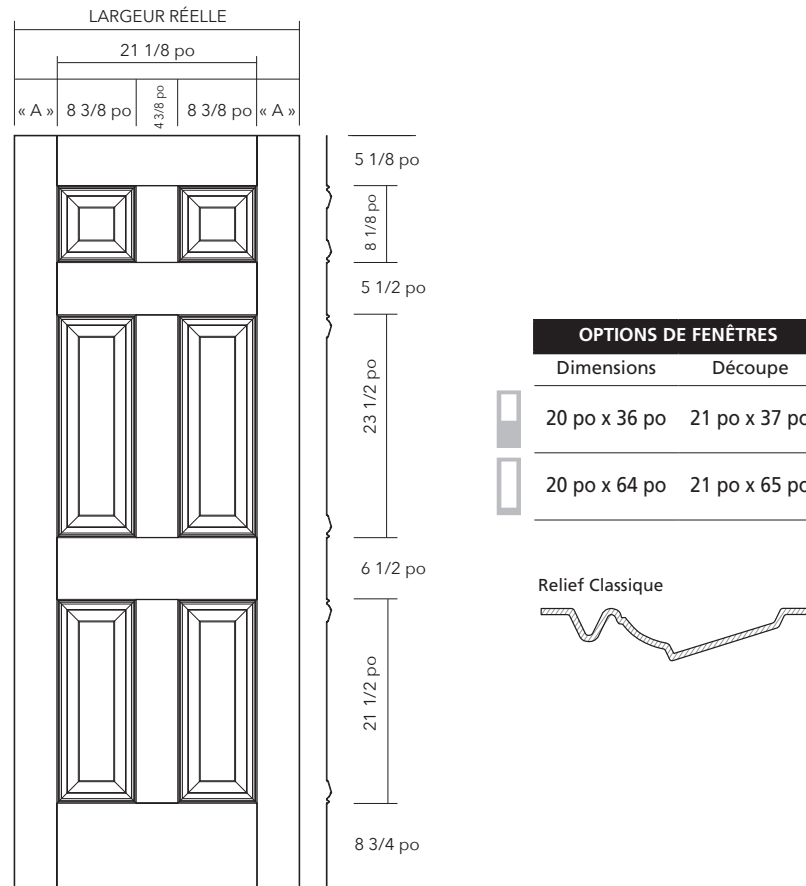 LARGEUR RÉELLE
21 1/8 po
« A » 8 3/8 po 4 3/8 po 8 3/8 po « A »
5 1/8 po
8 1/8 po
5 1/2 po
23 1/2 po
6 1/2 po
21 1/2 po
8 3/4 po
OPTIONS DE FENÊTRES
Dimensions Découpe
20 po x 36 po 21 po x 37 po
20 po x 64 po 21 po x 65 po
Relief Classique